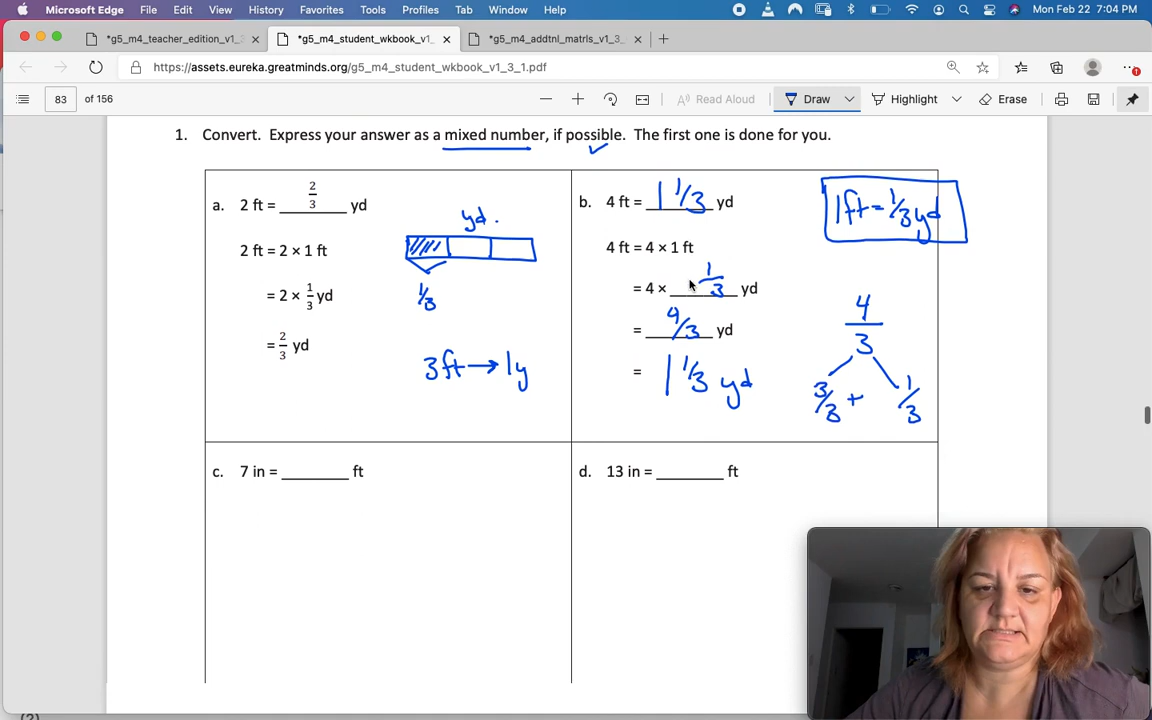 Microsoft Edge File Edit View History Favorites Tools Profiles Tab Window Help Mon Feb 22 7:04 PM
*g5_m4_teacher_edition_v1_3 *g5_m4_student_wkbook_v1_ *g5_m4_addtnl_matrls_v1_3_
https://assets.eureka.greatminds.org/g5_m4_student_wkbook_v1_3_1.pdf
83 of 156 Read Aloud Draw Highlight Erase
1. Convert. Express your answer as a mixed number, if possible. The first one is done for you.
a. 2 ft = 2/3 yd
2 ft = 2 × 1 ft
= 2 × 1/3 yd
= 2/3 yd
yd.
1/3
3ft → 1y
b. 4 ft = 1 1/3 yd
4 ft = 4 × 1 ft
= 4 × 1/3 yd
= 4/3 yd
= 1 1/3 yd
1ft = 1/3 yd
4/3
3/3 + 1/3
c. 7 in = ________ ft
d. 13 in = ________ ft
(2)